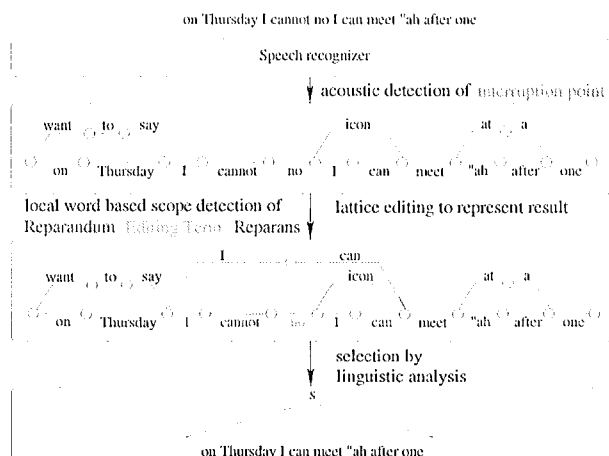 on Thursday I cannot no I can meet "ah after one
Speech recognizer
acoustic detection of interruption point
want to say icon at a
on Thursday I cannot no I can meet "ah after one
local word based scope detection of lattice editing to represent result
Reparandum Editing Term Reparans
I can
want to say icon at a
on Thursday I cannot no I can meet "ah after one
selection by
linguistic analysis
s
on Thursday I can meet "ah after one